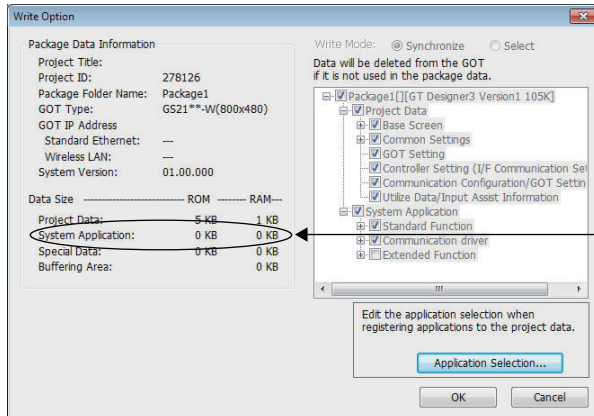 Write Option
Package Data Information
Project Title:
Project ID: 278126
Package Folder Name: Package1
GOT Type: GS21**-W(800x480)
GOT IP Address
Standard Ethernet: ---
Wireless LAN: ---
System Version: 01.00.000
Data Size ---------------------------- ROM -------- RAM---
Project Data: 5 KB 1 KB
System Application: 0 KB 0 KB
Special Data: 0 KB 0 KB
Buffering Area: 0 KB
Write Mode: Synchronize Select
Data will be deleted from the GOT
if it is not used in the package data.
Package1[][GT Designer3 Version1 105K]
Project Data
Base Screen
Common Settings
GOT Setting
Controller Setting (I/F Communication Set
Communication Configuration/GOT Settin
Utilize Data/Input Assist Information
System Application
Standard Function
Communication driver
Extended Function
Edit the application selection when
registering applications to the project data.
Application Selection...
OK Cancel